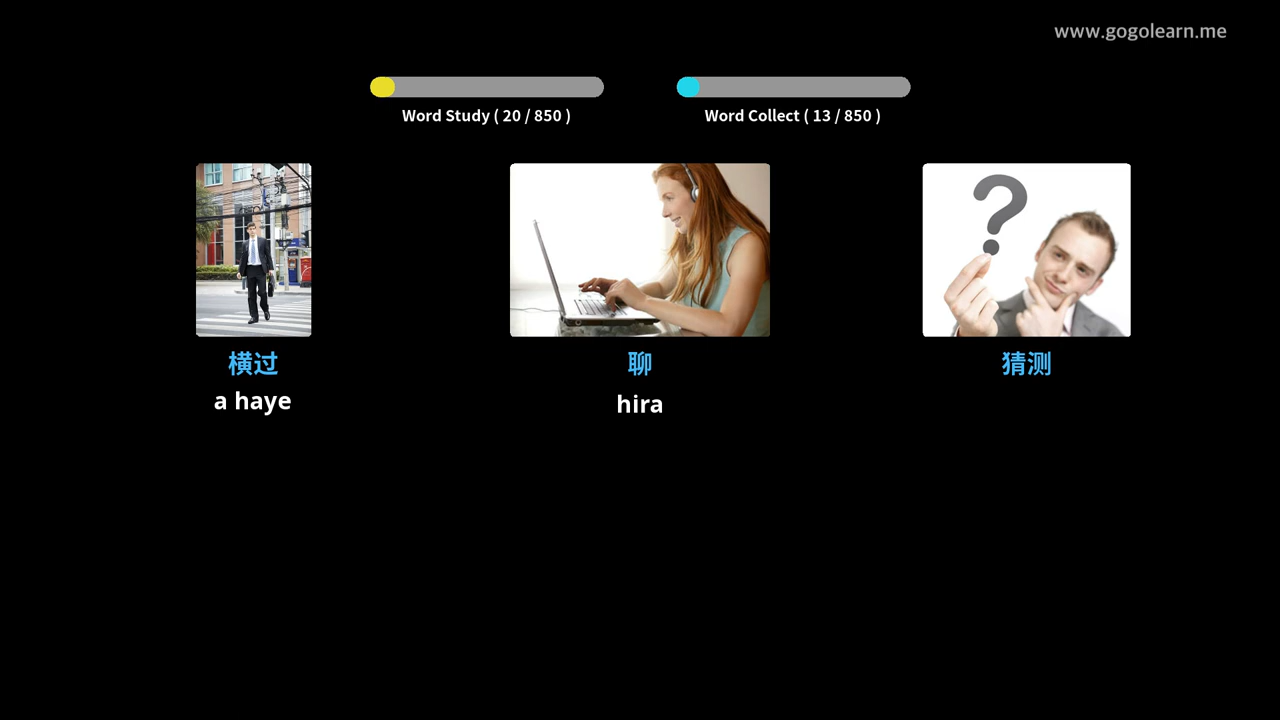 www.gogolearn.me
Word Study ( 20 / 850 )
Word Collect ( 13 / 850 )
横过
聊
猜测
a haye
hira